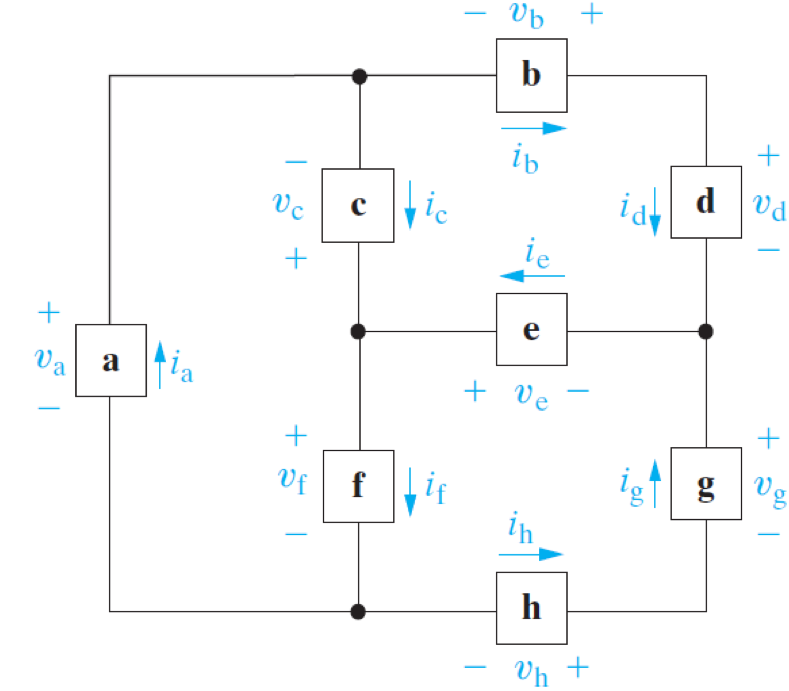 − v_b +
b
i_b
−
v_c c i_c
+
i_d d
+
v_d
−
i_e
e
+ v_e −
+
v_a a i_a
−
+
v_f f i_f
−
i_g g
+
v_g
−
i_h
h
− v_h +